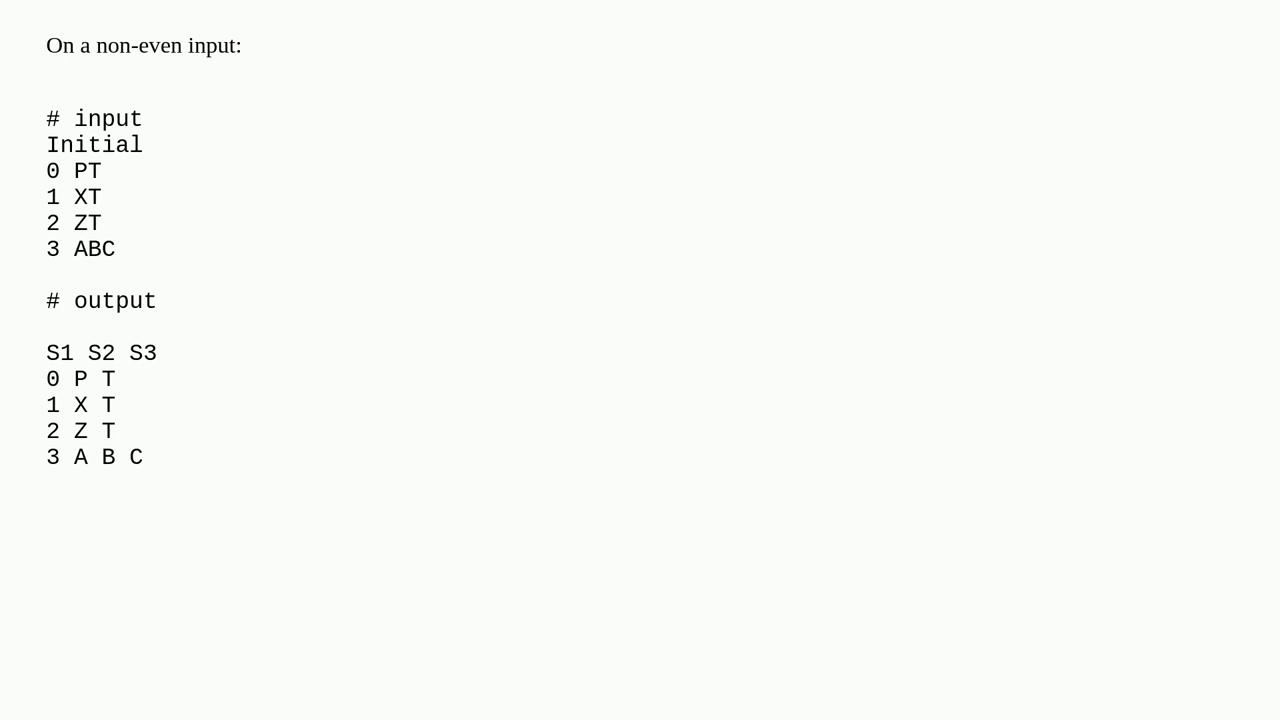 On a non-even input:
# input
Initial
0 PT
1 XT
2 ZT
3 ABC
# output
S1 S2 S3
0 P T
1 X T
2 Z T
3 A B C